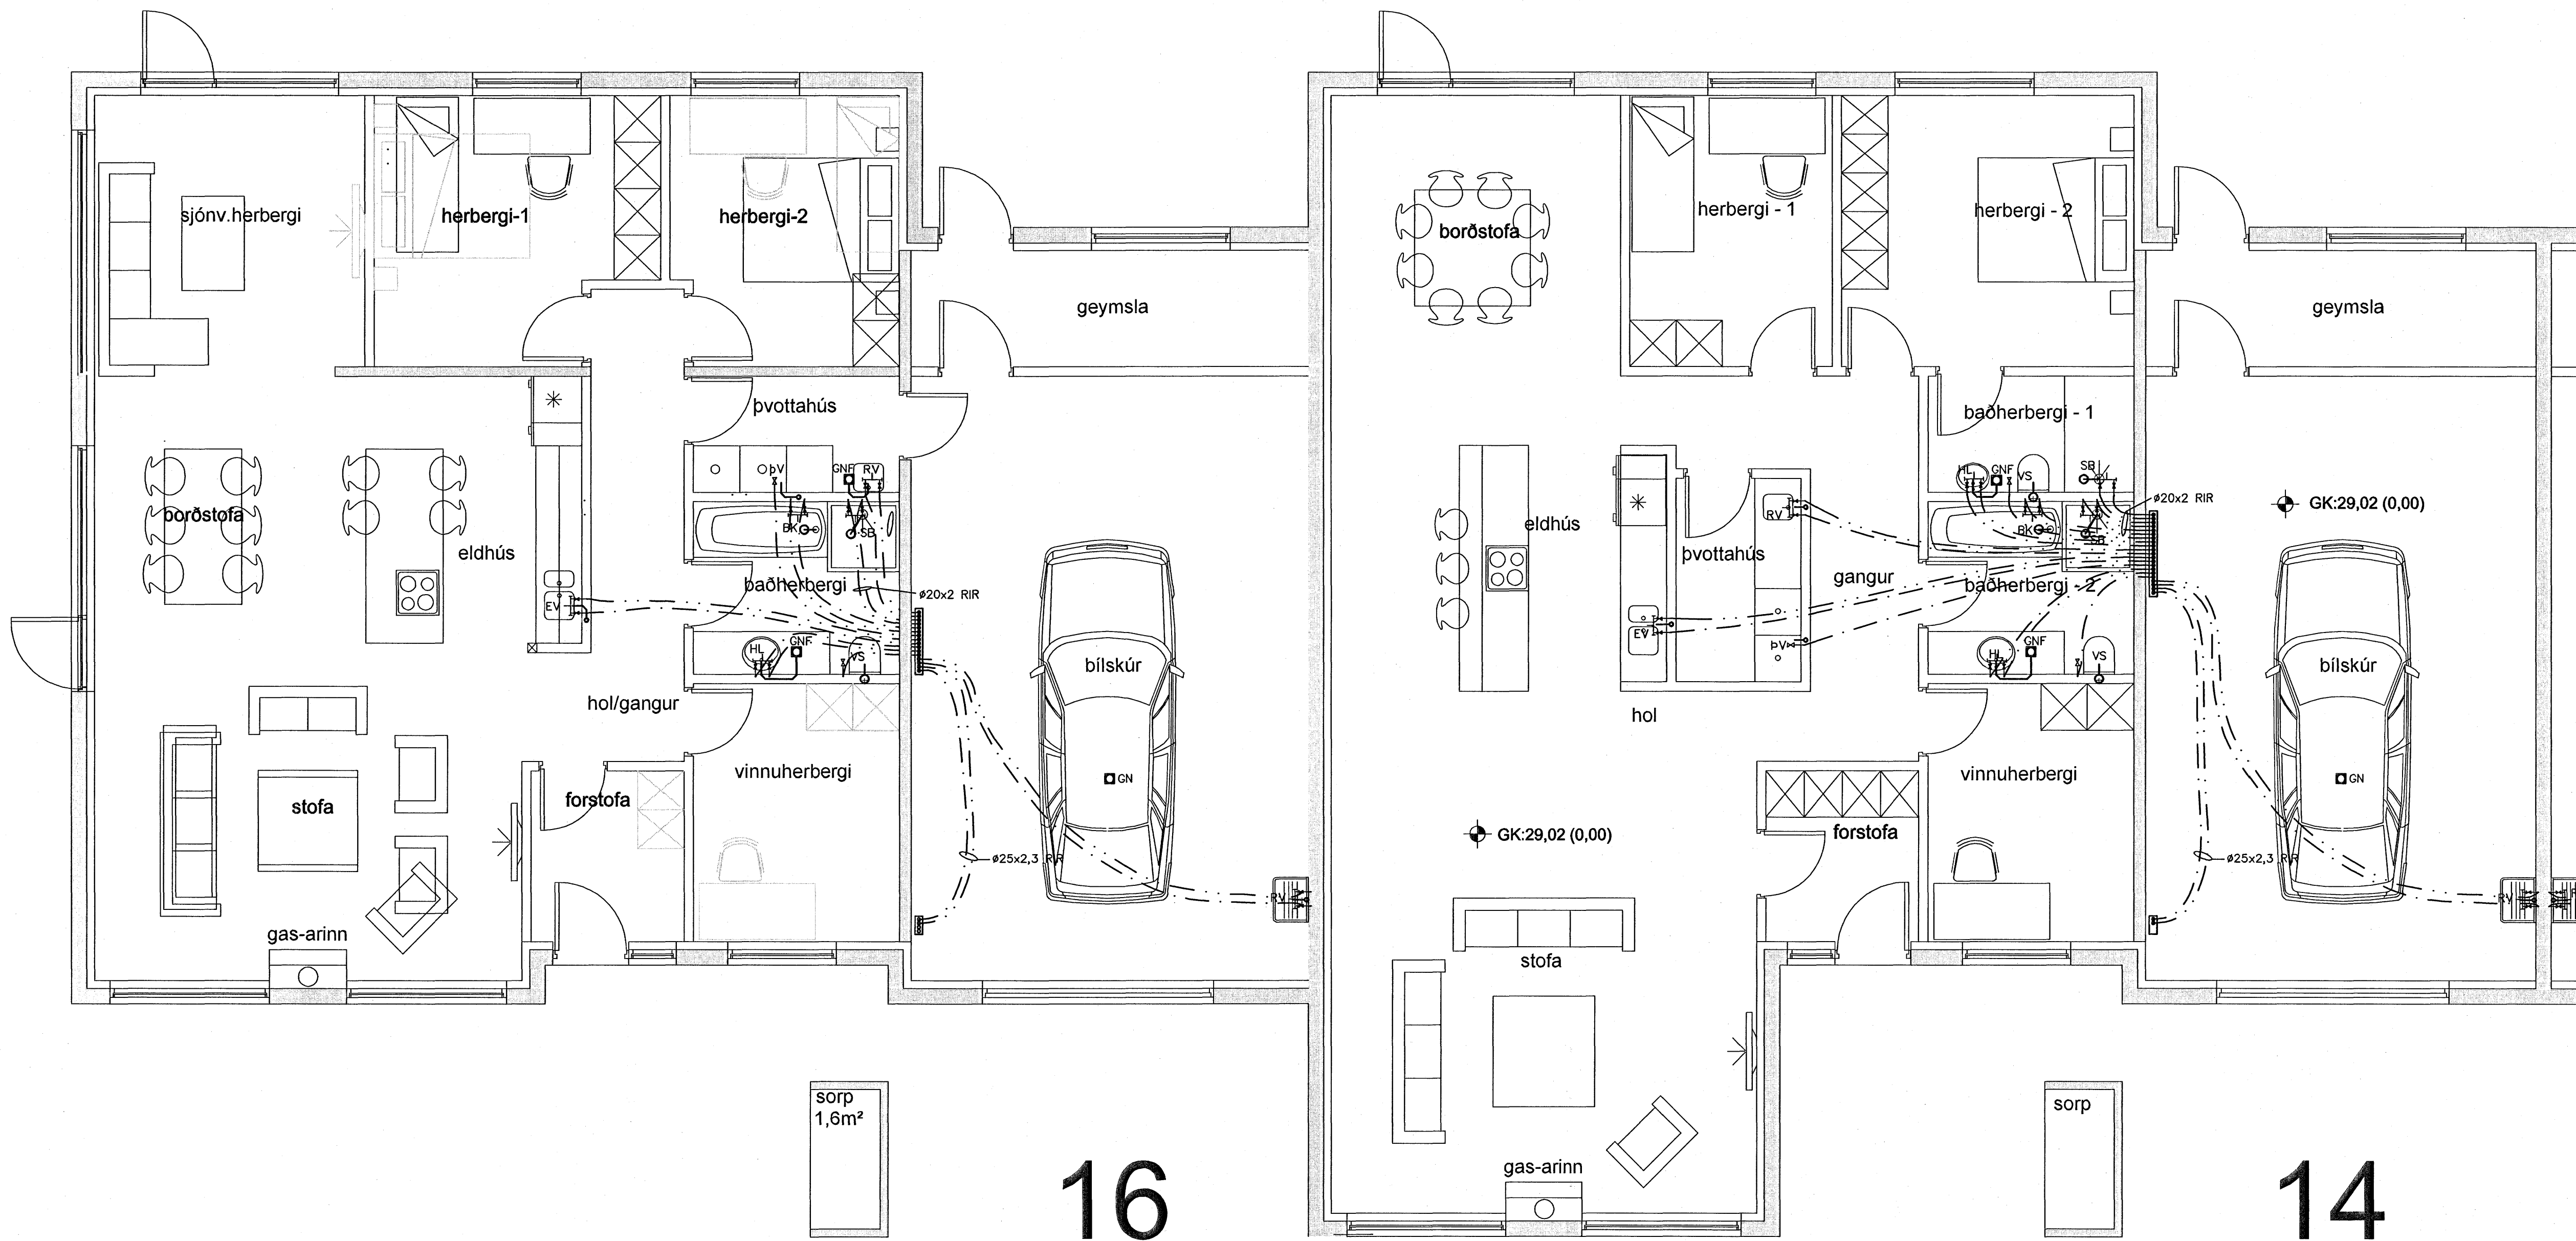 sjónv.herbergi
herbergi-1
herbergi-2
geymsla
þvottahús
ÞV
GNF
RV
borðstofa
eldhús
BK
SB
baðherbergi
ø20x2 RIR
EV
HL
GNF
VS
bílskúr
hol/gangur
vinnuherbergi
GN
stofa
forstofa
ø25x2,3 RIR
RV
gas-arinn
sorp
1,6m²
16
borðstofa
herbergi - 1
herbergi - 2
geymsla
baðherbergi - 1
HL
GNF
VS
SB
ø20x2 RIR
GK:29,02 (0,00)
RV
eldhús
þvottahús
BK
SB
gangur
baðherbergi - 2
EV
ÞV
HL
GNF
VS
bílskúr
hol
vinnuherbergi
GN
GK:29,02 (0,00)
forstofa
ø25x2,3 RIR
RV
stofa
gas-arinn
sorp
14